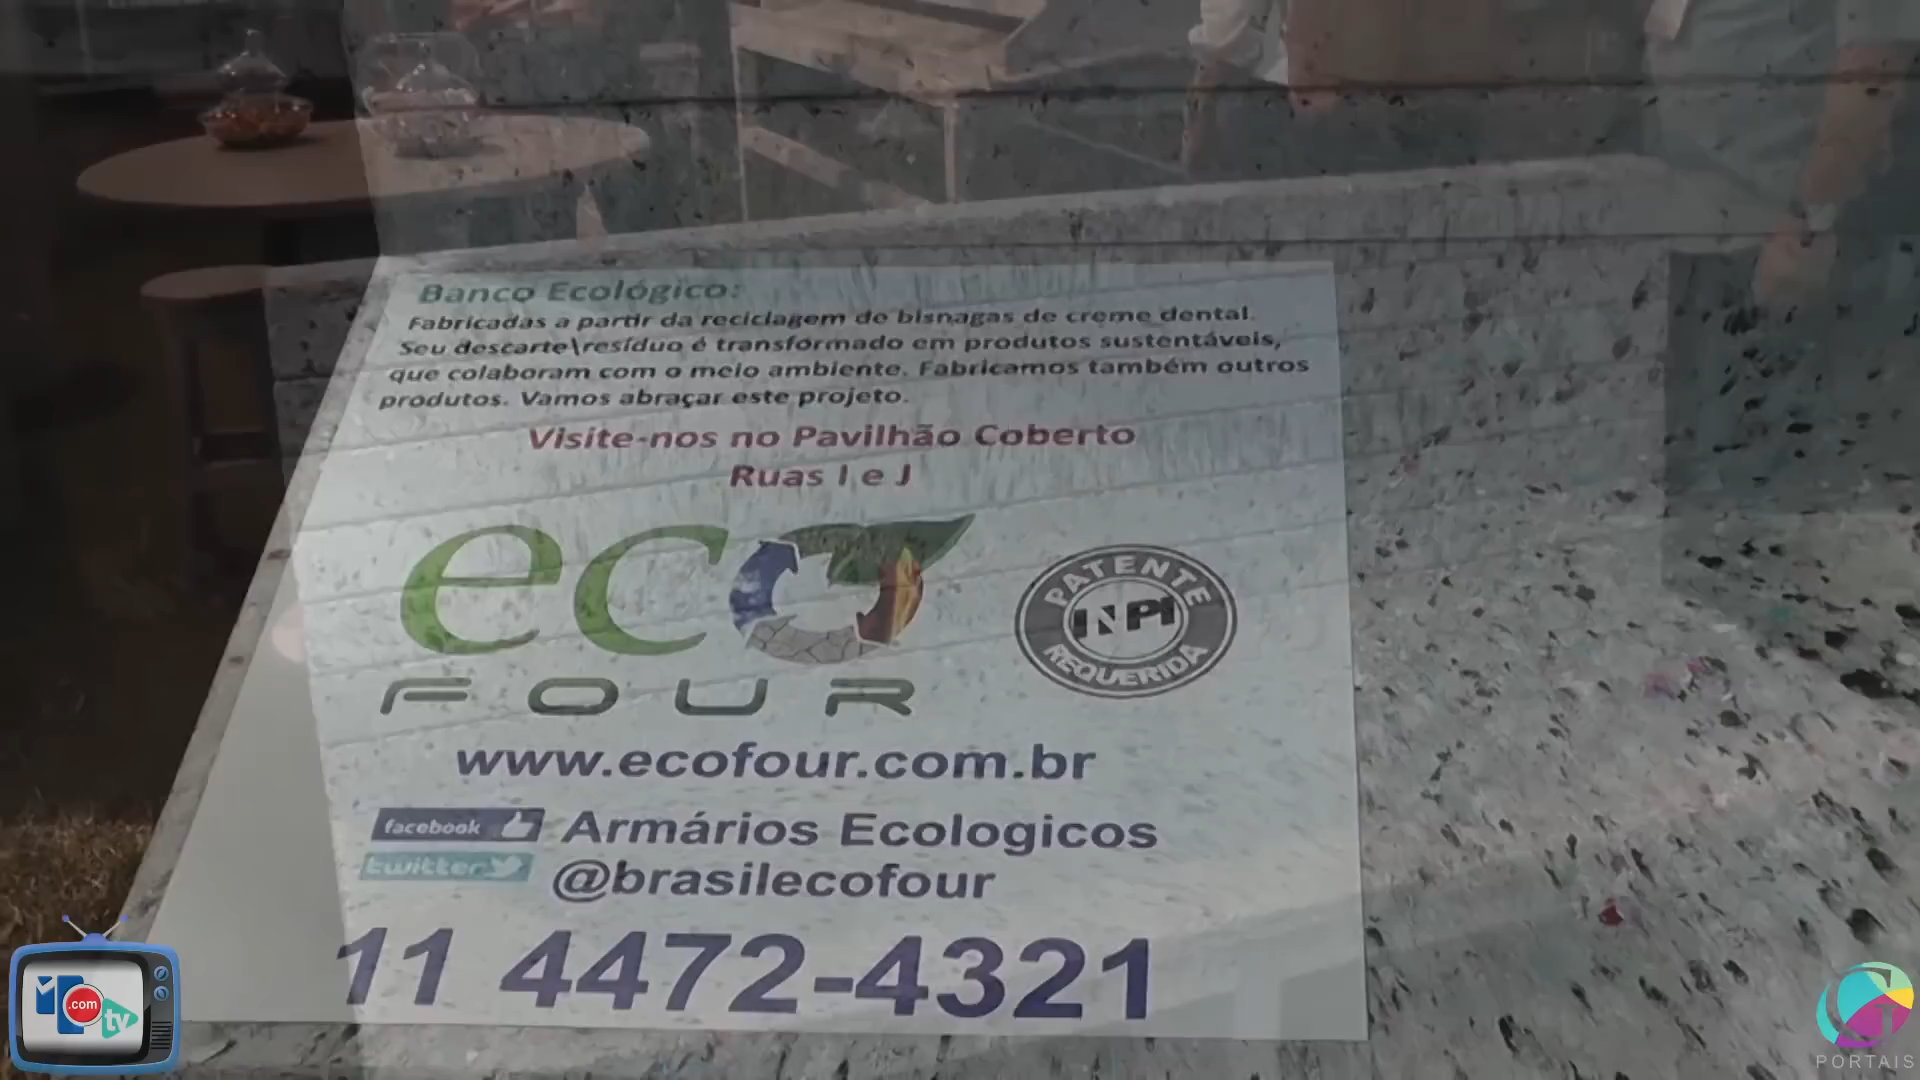 Banco Ecológico:
Fabricadas a partir da reciclagem de bisnagas de creme dental.
Seu descarte\resíduo é transformado em produtos sustentáveis,
que colaboram com o meio ambiente. Fabricamos também outros
produtos. Vamos abraçar este projeto.
Visite-nos no Pavilhão Coberto
Ruas I e J
eco
FOUR
PATENTE
INPI
REQUERIDA
www.ecofour.com.br
facebook Armários Ecologicos
twitter @brasilecofour
11 4472-4321
.com
tv
PORTAIS